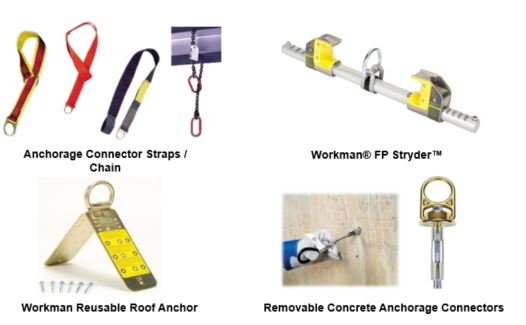 Anchorage Connector Straps /
Chain
Workman® FP Stryder™
Workman Reusable Roof Anchor
Removable Concrete Anchorage Connectors